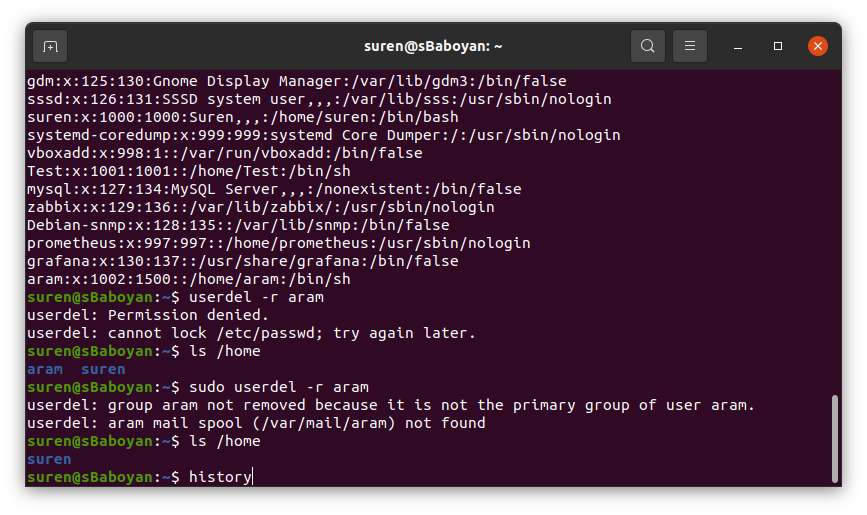 suren@sBaboyan: ~
gdm:x:125:130:Gnome Display Manager:/var/lib/gdm3:/bin/false
sssd:x:126:131:SSSD system user,,,:/var/lib/sss:/usr/sbin/nologin
suren:x:1000:1000:Suren,,,:/home/suren:/bin/bash
systemd-coredump:x:999:999:systemd Core Dumper:/:/usr/sbin/nologin
vboxadd:x:998:1::/var/run/vboxadd:/bin/false
Test:x:1001:1001::/home/Test:/bin/sh
mysql:x:127:134:MySQL Server,,,:/nonexistent:/bin/false
zabbix:x:129:136::/var/lib/zabbix/:/usr/sbin/nologin
Debian-snmp:x:128:135::/var/lib/snmp:/bin/false
prometheus:x:997:997::/home/prometheus:/usr/sbin/nologin
grafana:x:130:137::/usr/share/grafana:/bin/false
aram:x:1002:1500::/home/aram:/bin/sh
suren@sBaboyan:~$ userdel -r aram
userdel: Permission denied.
userdel: cannot lock /etc/passwd; try again later.
suren@sBaboyan:~$ ls /home
aram  suren
suren@sBaboyan:~$ sudo userdel -r aram
userdel: group aram not removed because it is not the primary group of user aram.
userdel: aram mail spool (/var/mail/aram) not found
suren@sBaboyan:~$ ls /home
suren
suren@sBaboyan:~$ history